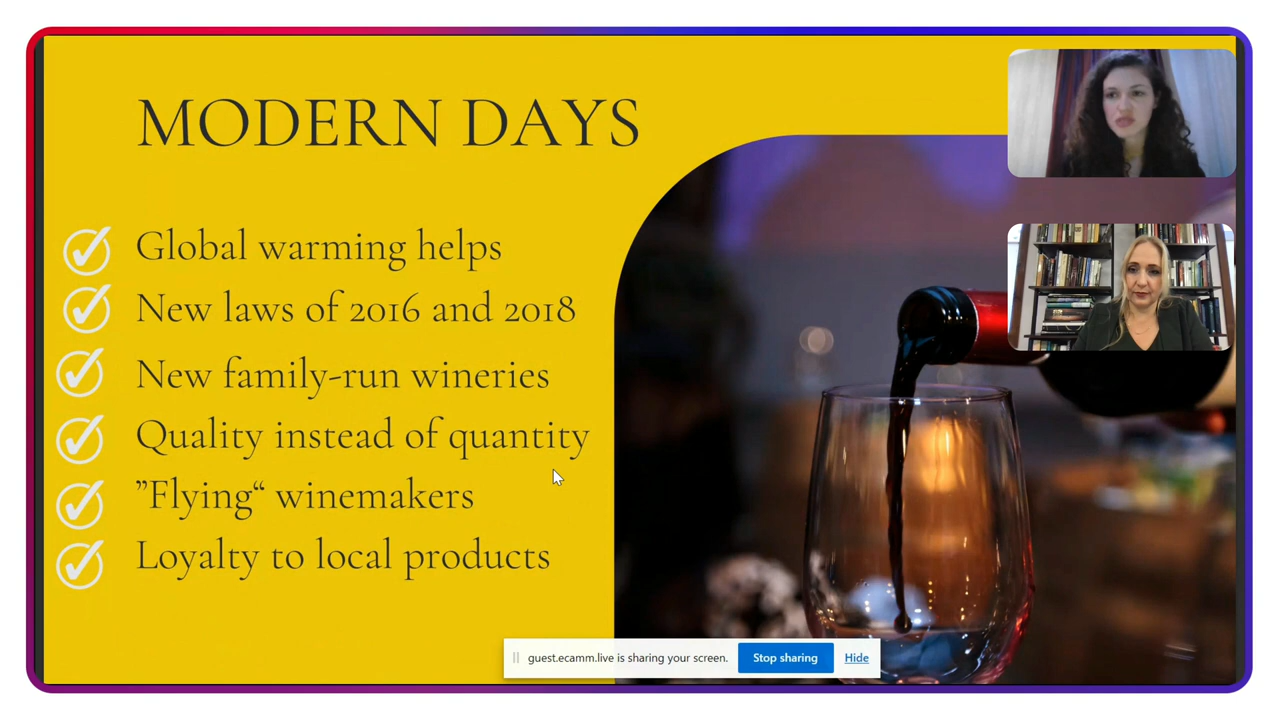 MODERN DAYS
Global warming helps
New laws of 2016 and 2018
New family-run wineries
Quality instead of quantity
”Flying“ winemakers
Loyalty to local products
guest.ecamm.live is sharing your screen.
Stop sharing
Hide